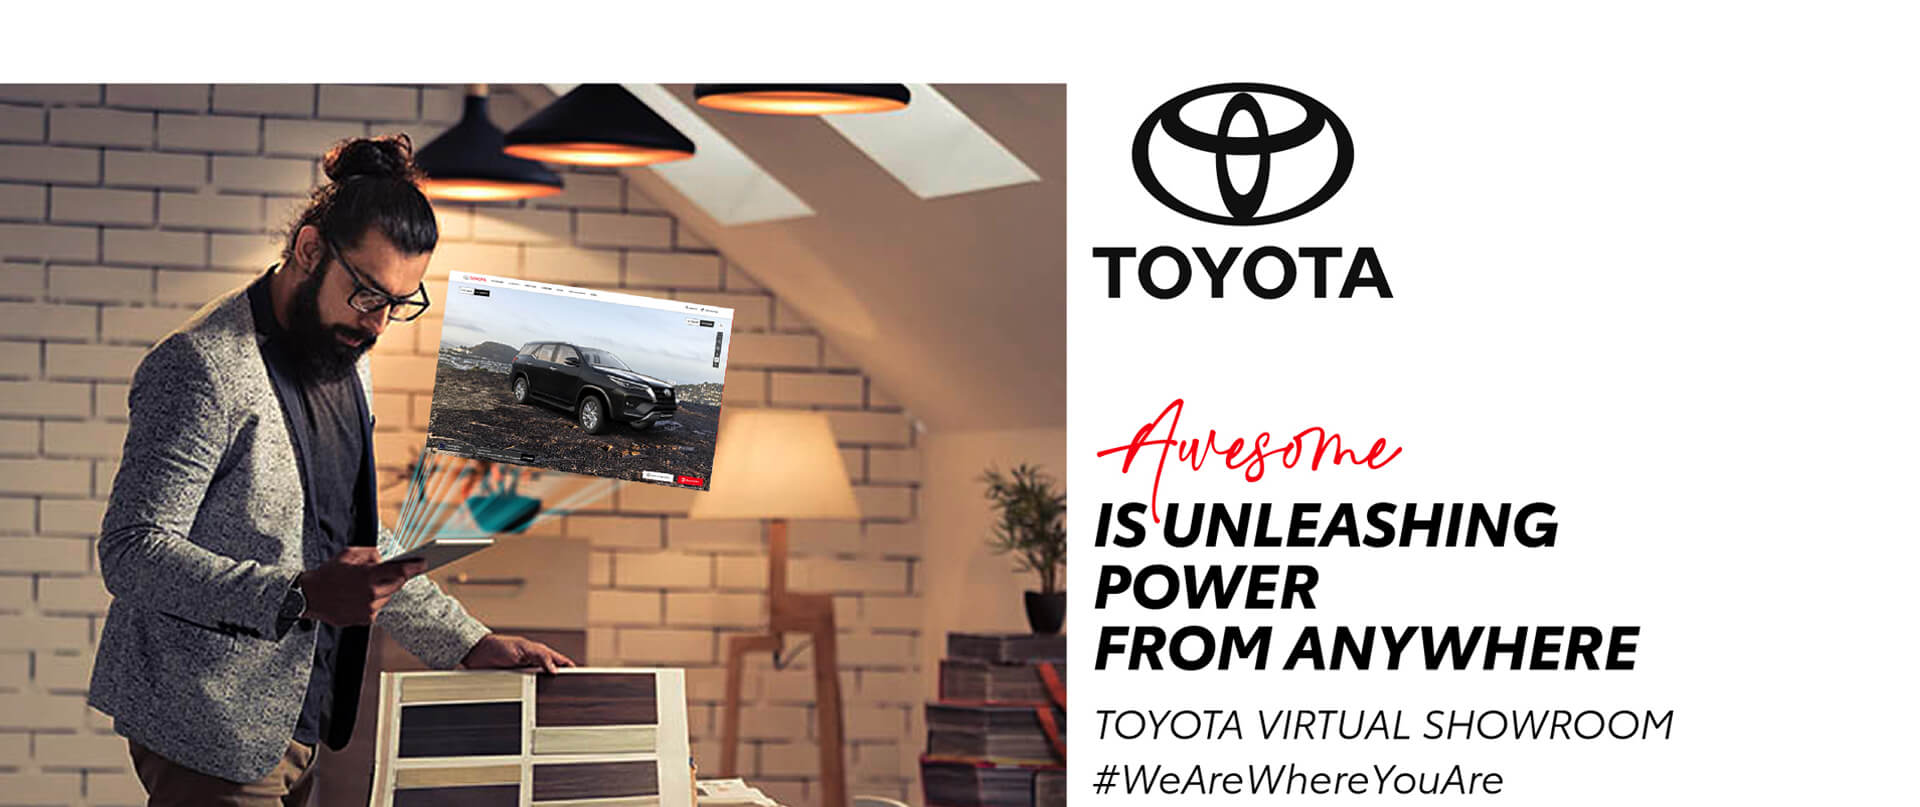 TOYOTA
Awesome
IS UNLEASHING
POWER
FROM ANYWHERE
TOYOTA VIRTUAL SHOWROOM
#WeAreWhereYouAre